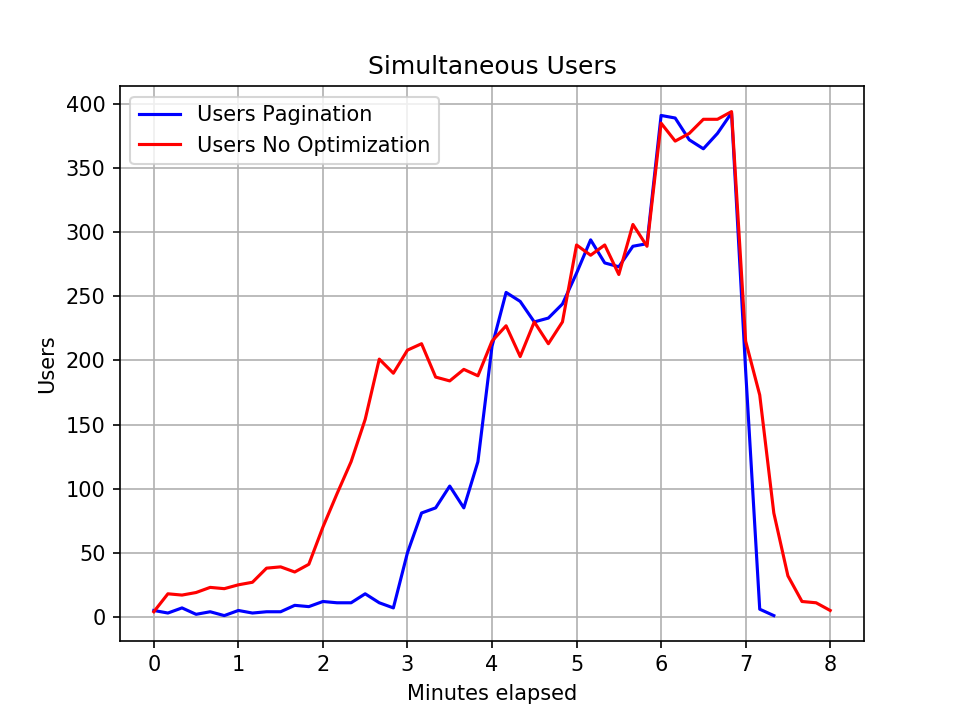 Simultaneous Users
Users Pagination
Users No Optimization
400
350
300
250
200
150
100
50
0
Users
0 1 2 3 4 5 6 7 8
Minutes elapsed